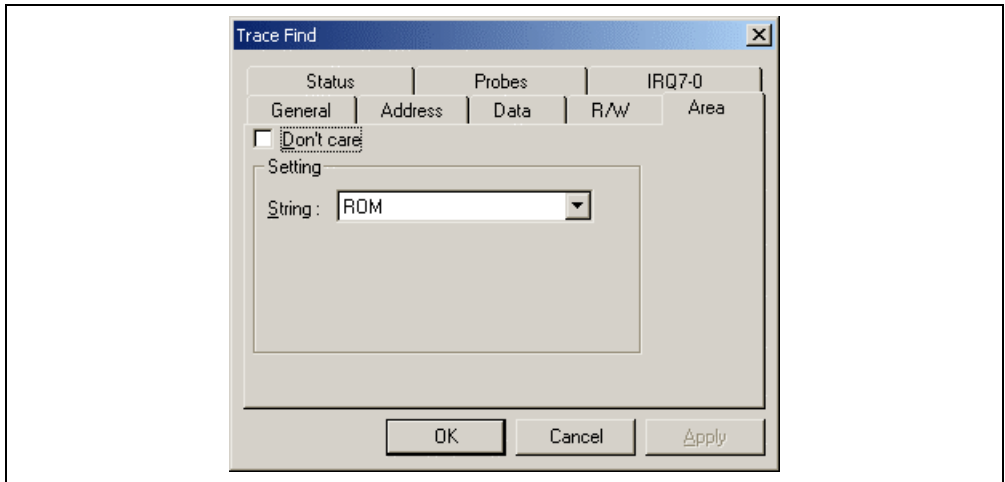 Trace Find
Status Probes IRQ7-0
General Address Data R/W Area
Don't care
Setting
String : ROM
OK Cancel Apply